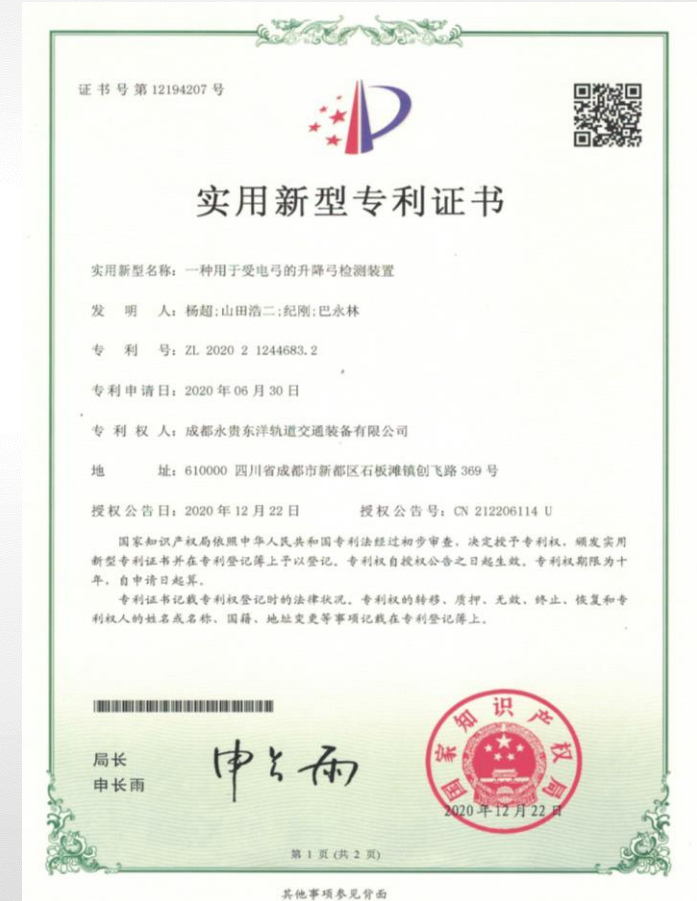 证书号第12194207号
实用新型专利证书
实用新型名称：一种用于受电弓的升降弓检测装置
发明人：杨超;山田浩二;纪刚;巴永林
专利号：ZL 2020 2 1244683.2
专利申请日：2020年06月30日
专利权人：成都永贵东洋轨道交通装备有限公司
地址：610000 四川省成都市新都区石板滩镇创飞路369号
授权公告日：2020年12月22日 授权公告号：CN 212206114 U
国家知识产权局依照中华人民共和国专利法经过初步审查，决定授予专利权，颁发实用
新型专利证书并在专利登记簿上予以登记。专利权自授权公告之日起生效。专利权期限为十
年，自申请日起算。
专利证书记载专利权登记时的法律状况。专利权的转移、质押、无效、终止、恢复和专
利权人的姓名或名称、国籍、地址变更等事项记载在专利登记簿上。
局长
申长雨
申长雨
国家知识产权局
2020年12月22日
第 1 页 (共 2 页)
其他事项参见背面